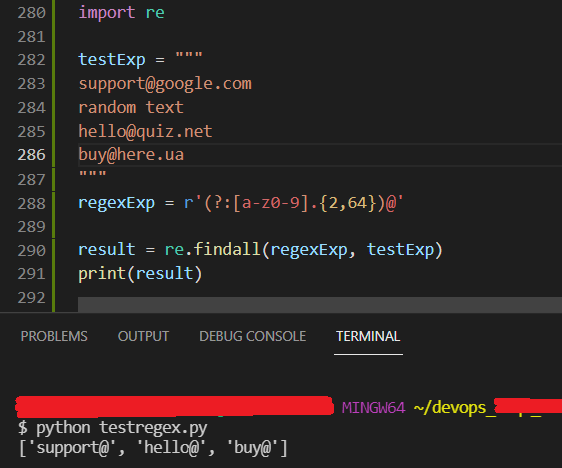 280 import re
281
282 testExp = """
283 support@google.com
284 random text
285 hello@quiz.net
286 buy@here.ua
287 """
288 regexExp = r'(?:[a-z0-9].{2,64})@'
289
290 result = re.findall(regexExp, testExp)
291 print(result)
292
PROBLEMS OUTPUT DEBUG CONSOLE TERMINAL
MINGW64 ~/devops_
$ python testregex.py
['support@', 'hello@', 'buy@']